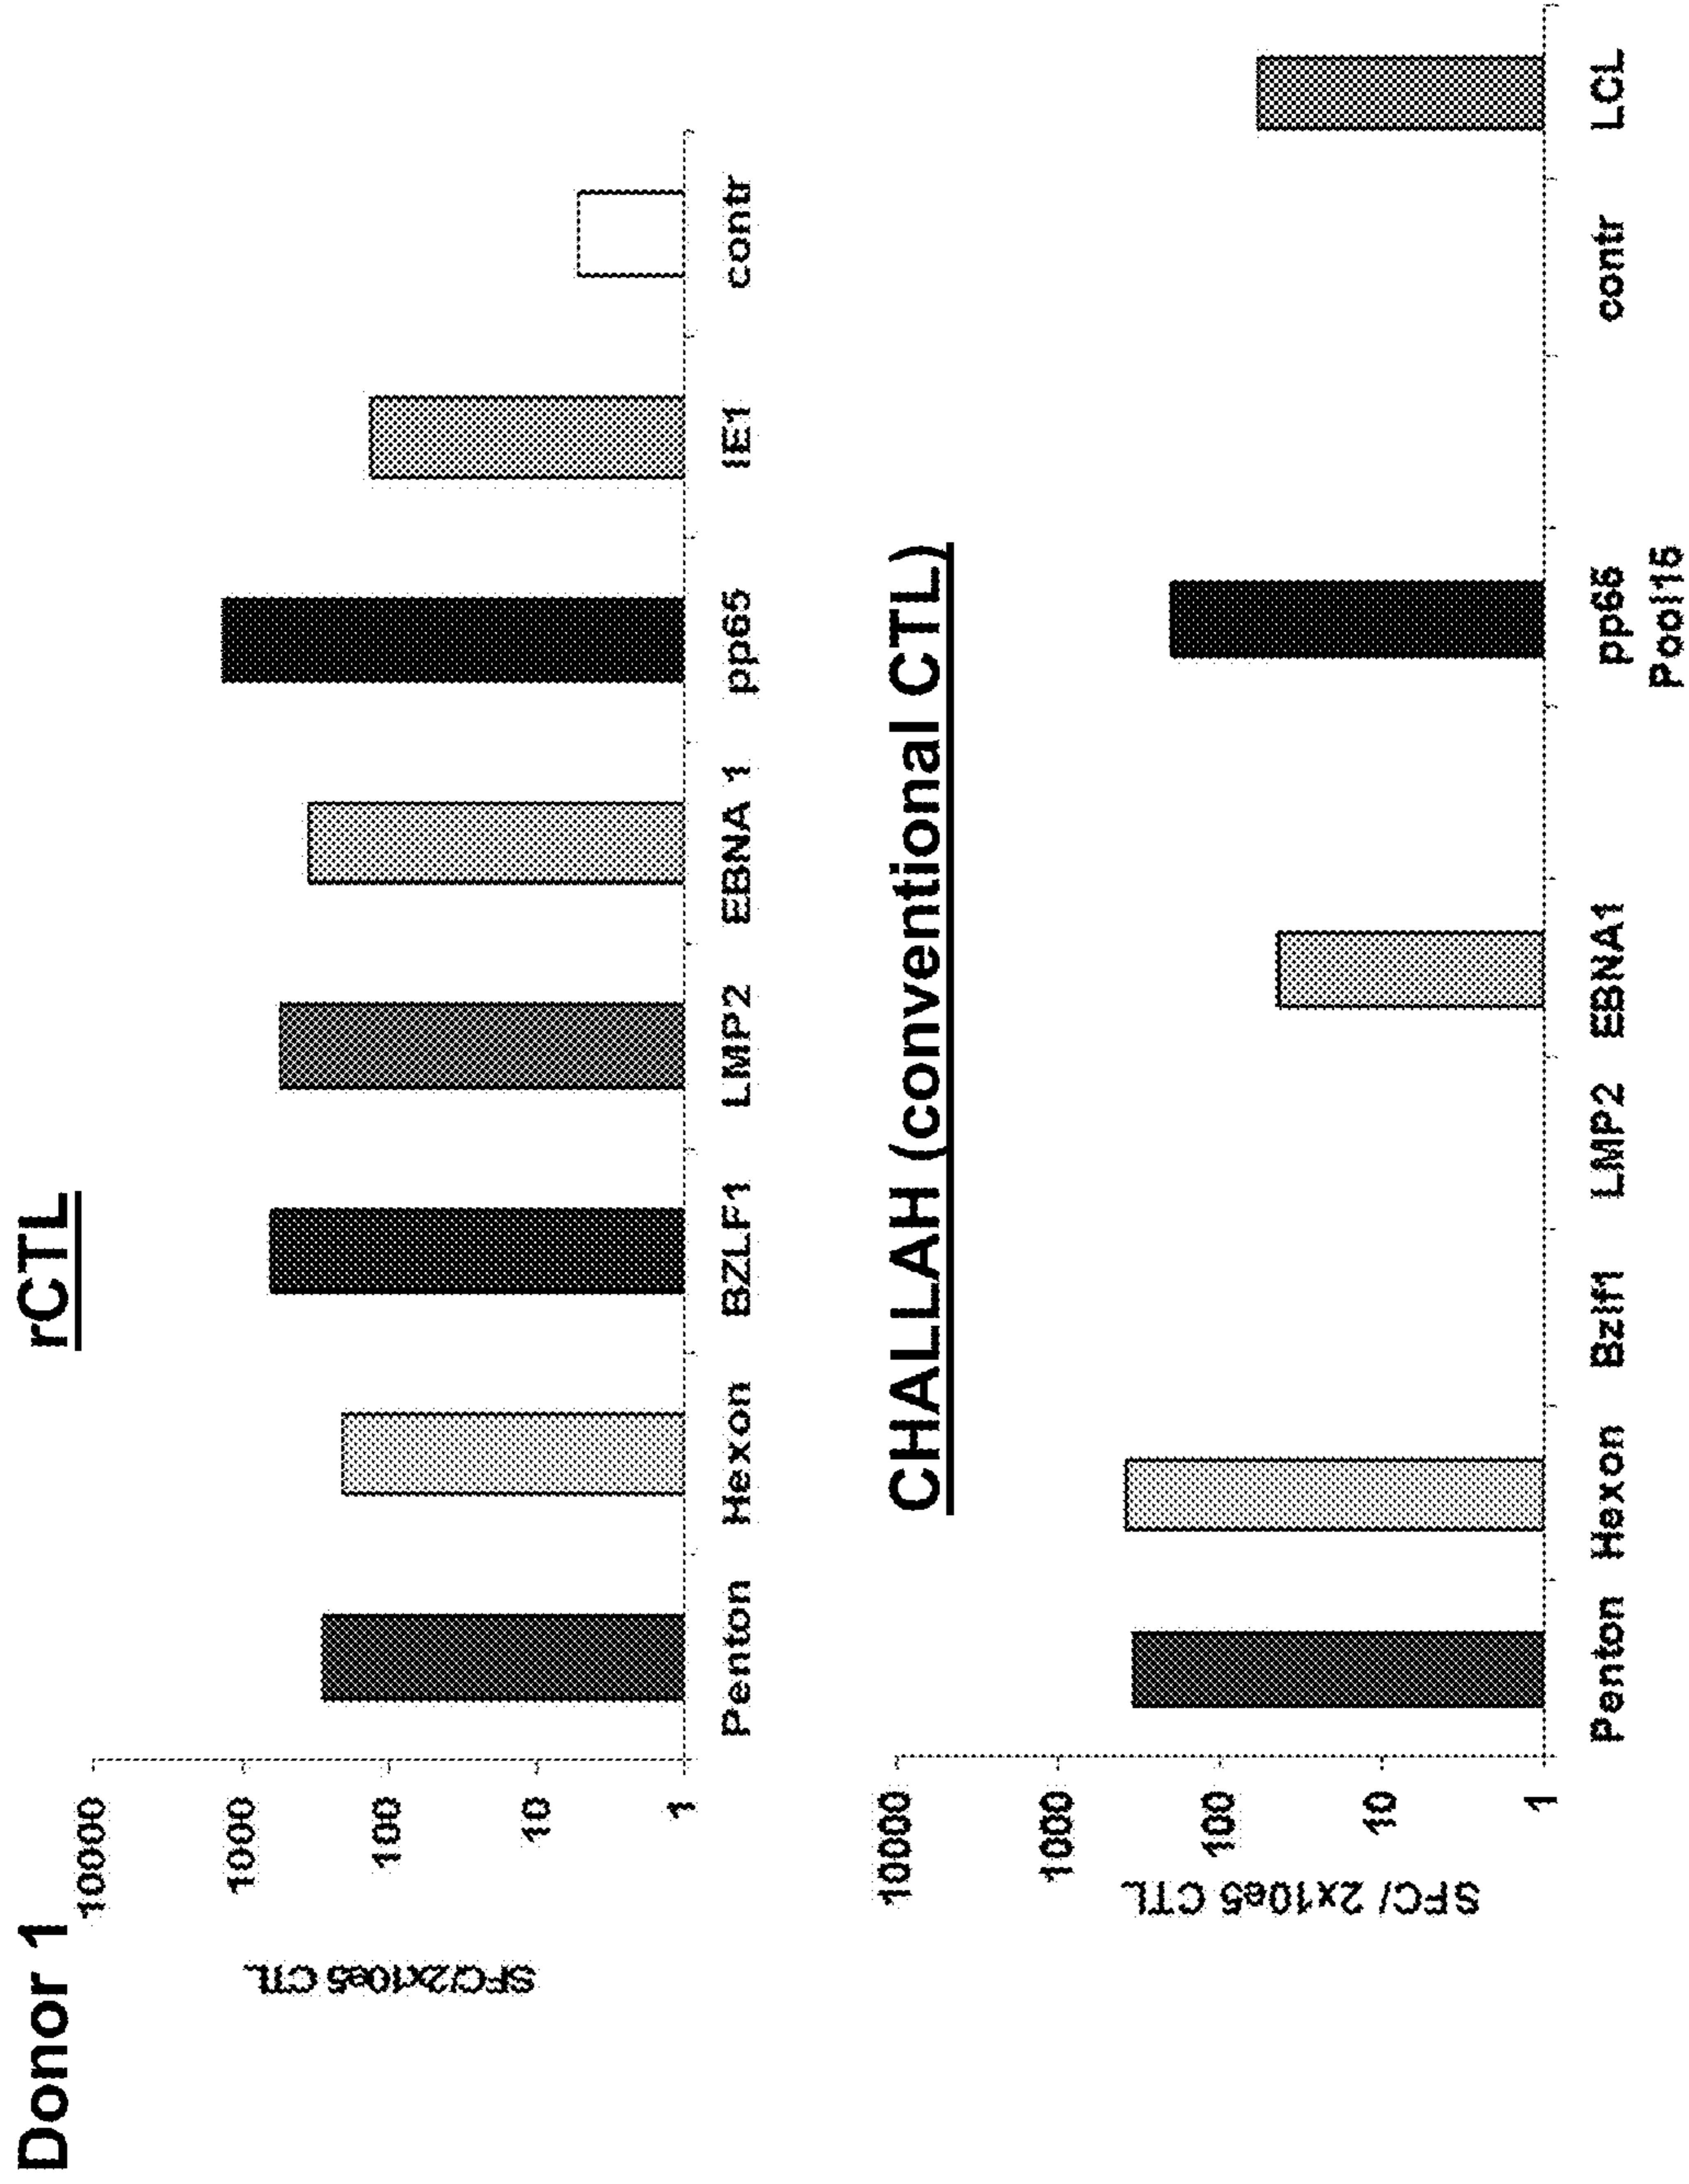 Donor 1
rCTL
10000
1000
100
10
1
SFC/2x10e5 CTL
Penton Hexon BZLF1 LMP2 EBNA 1 pp65 IE1 contr
CHALLAH (conventional CTL)
10000
1000
100
10
1
SFC/ 2x10e5 CTL
Penton Hexon Bzlf1 LMP2 EBNA1 pp65 contr LCL
Pool15